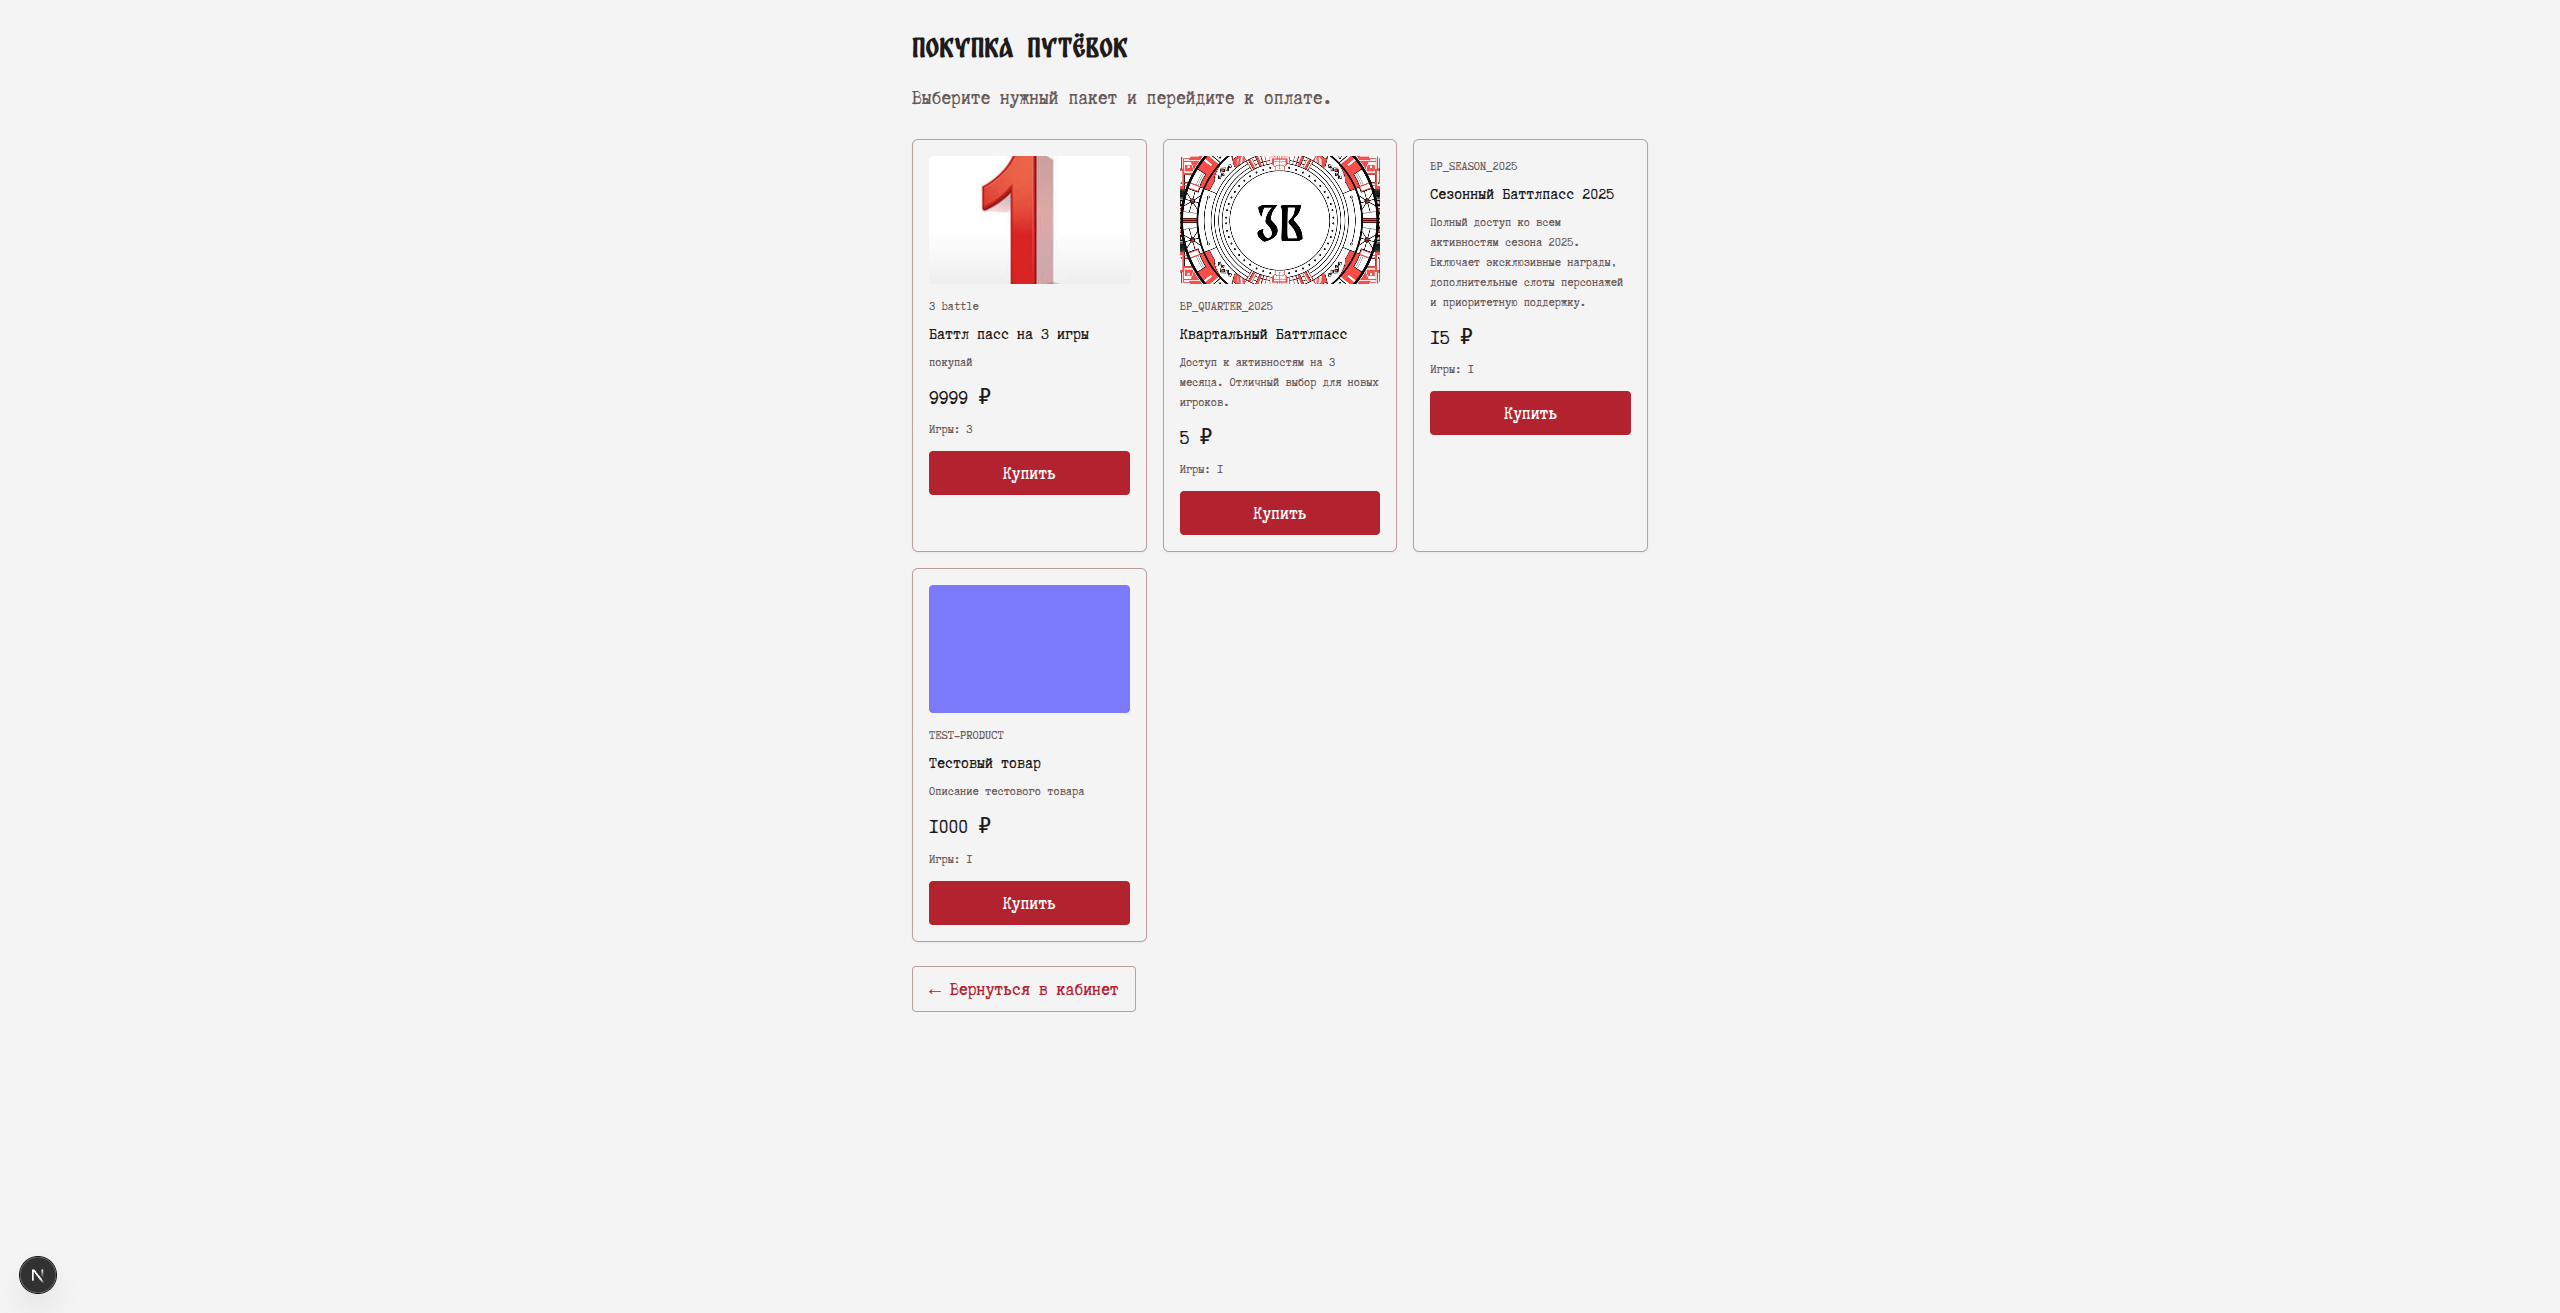 ПОКУПКА ПУТЁВОК
Выберите нужный пакет и перейдите к оплате.
1
3 battle
Баттл пасс на 3 игры
покупай
9999 ₽
Игры: 3
Купить
ЗВ
BP_QUARTER_2025
Квартальный Баттлпасс
Доступ к активностям на 3
месяца. Отличный выбор для новых
игроков.
5 ₽
Игры: 1
Купить
BP_SEASON_2025
Сезонный Баттлпасс 2025
Полный доступ ко всем
активностям сезона 2025.
Включает эксклюзивные награды,
дополнительные слоты персонажей
и приоритетную поддержку.
15 ₽
Игры: 1
Купить
TEST-PRODUCT
Тестовый товар
Описание тестового товара
1000 ₽
Игры: 1
Купить
← Вернуться в кабинет
N